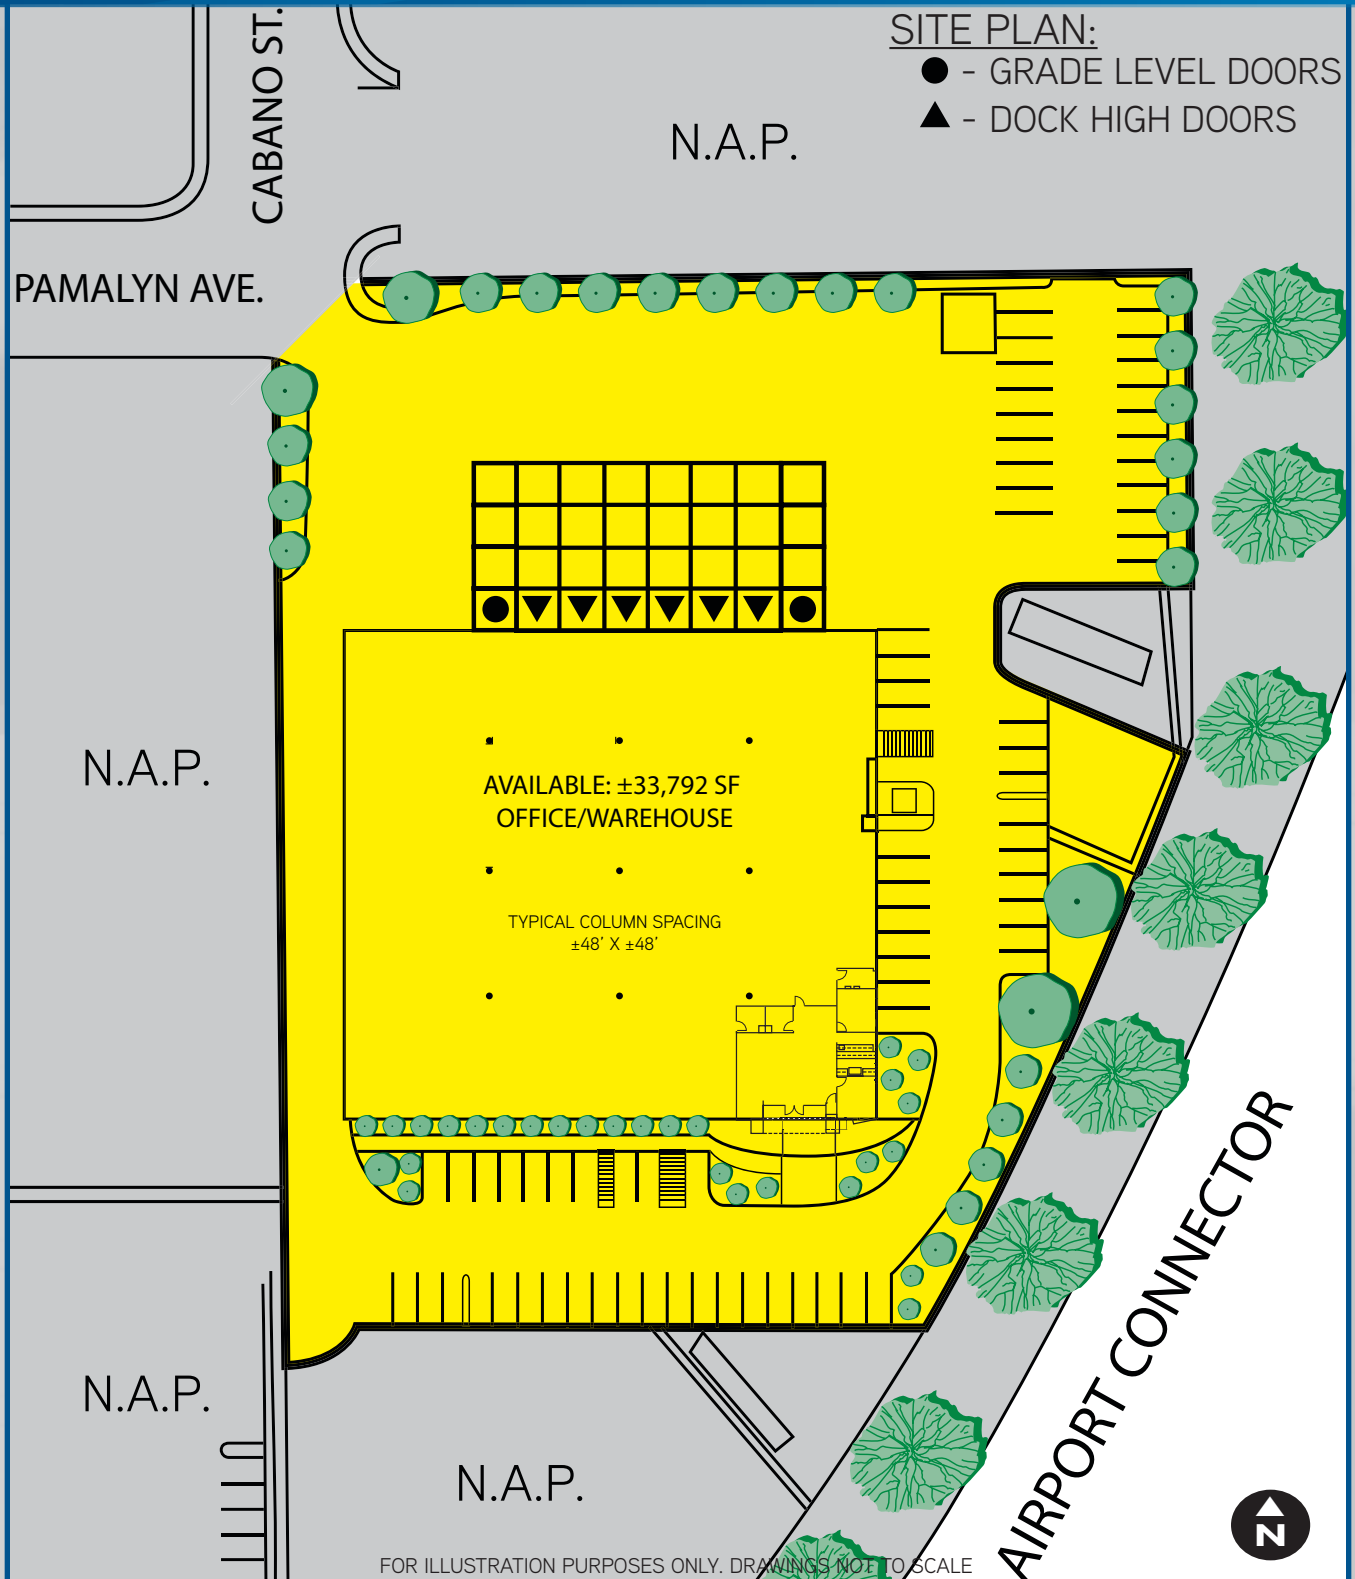 SITE PLAN:
- GRADE LEVEL DOORS
- DOCK HIGH DOORS
CABANO ST.
N.A.P.
PAMALYN AVE.
N.A.P.
AVAILABLE: ±33,792 SF
OFFICE/WAREHOUSE
TYPICAL COLUMN SPACING
±48’ X ±48’
AIRPORT CONNECTOR
N.A.P.
N.A.P.
N
FOR ILLUSTRATION PURPOSES ONLY. DRAWINGS NOT TO SCALE